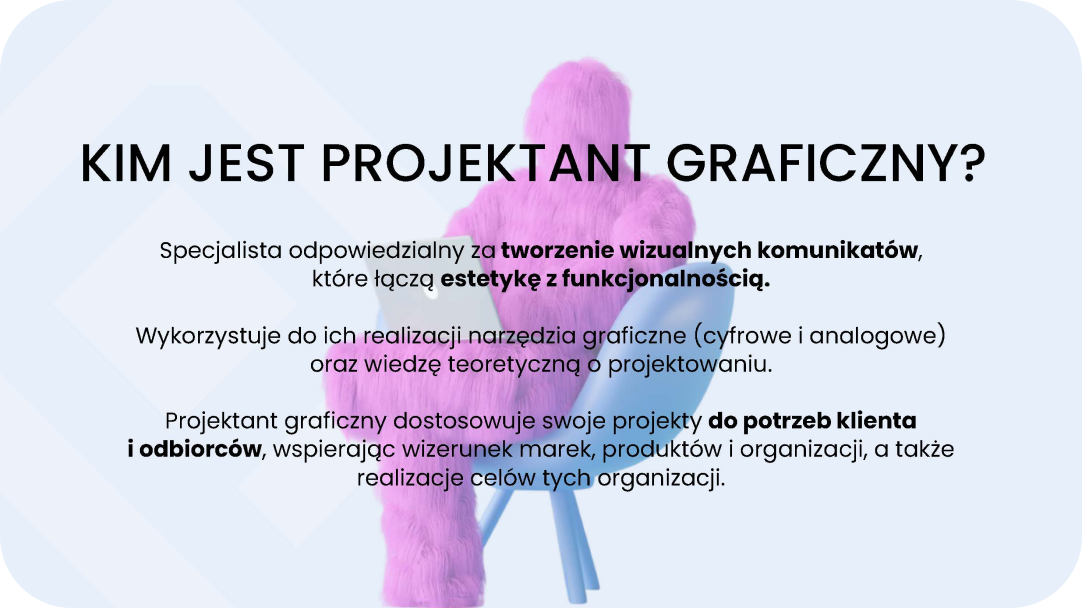 KIM JEST PROJEKTANT GRAFICZNY?
Specjalista odpowiedzialny za tworzenie wizualnych komunikatów,
które łączą estetykę z funkcjonalnością.
Wykorzystuje do ich realizacji narzędzia graficzne (cyfrowe i analogowe)
oraz wiedzę teoretyczną o projektowaniu.
Projektant graficzny dostosowuje swoje projekty do potrzeb klienta
i odbiorców, wspierając wizerunek marek, produktów i organizacji, a także
realizacje celów tych organizacji.